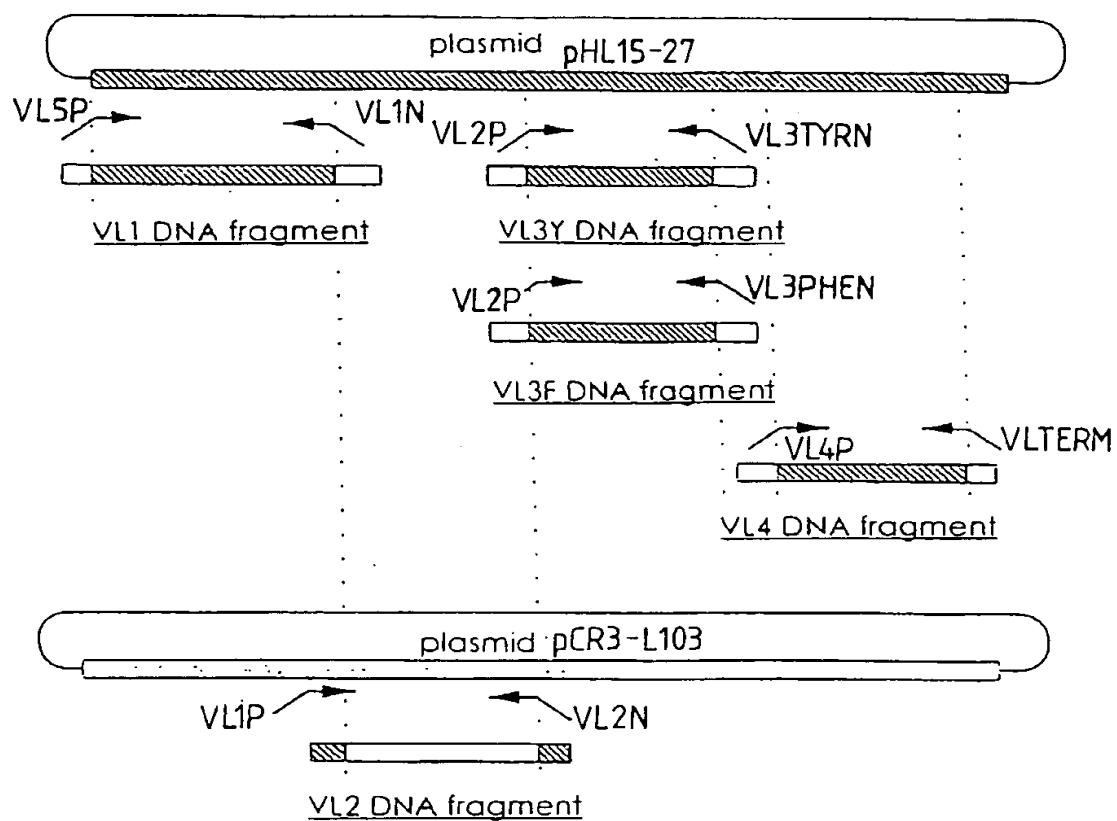 plasmid pHL15-27
VL5P
VL1N
VL2P
VL3TYRN
VL1 DNA fragment
VL3Y DNA fragment
VL2P
VL3PHEN
VL3F DNA fragment
VL4P
VLTERM
VL4 DNA fragment
plasmid pCR3-L103
VL1P
VL2N
VL2 DNA fragment